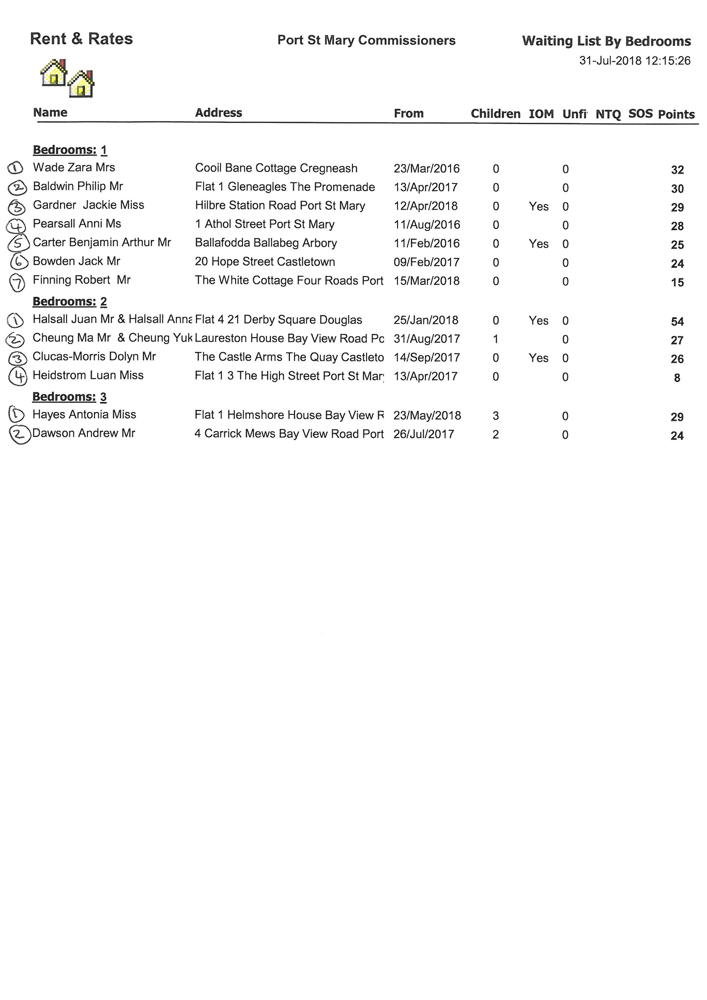 Rent & Rates Port St Mary Commissioners Waiting List By Bedrooms
31-Jul-2018 12:15:26
Name Address From Children IOM Unfi NTQ SOS Points
Bedrooms: 1
1 Wade Zara Mrs Cooil Bane Cottage Cregneash 23/Mar/2016 0 0 32
2 Baldwin Philip Mr Flat 1 Gleneagles The Promenade 13/Apr/2017 0 0 30
3 Gardner Jackie Miss Hilbre Station Road Port St Mary 12/Apr/2018 0 Yes 0 29
4 Pearsall Anni Ms 1 Athol Street Port St Mary 11/Aug/2016 0 0 28
5 Carter Benjamin Arthur Mr Ballafodda Ballabeg Arbory 11/Feb/2016 0 Yes 0 25
6 Bowden Jack Mr 20 Hope Street Castletown 09/Feb/2017 0 0 24
7 Finning Robert Mr The White Cottage Four Roads Port 15/Mar/2018 0 0 15
Bedrooms: 2
1 Halsall Juan Mr & Halsall Anna Flat 4 21 Derby Square Douglas 25/Jan/2018 0 Yes 0 54
2 Cheung Ma Mr & Cheung Yuk Laureston House Bay View Road Po 31/Aug/2017 1 0 27
3 Clucas-Morris Dolyn Mr The Castle Arms The Quay Castleto 14/Sep/2017 0 Yes 0 26
4 Heidstrom Luan Miss Flat 1 3 The High Street Port St Mar 13/Apr/2017 0 0 8
Bedrooms: 3
1 Hayes Antonia Miss Flat 1 Helmshore House Bay View R 23/May/2018 3 0 29
2 Dawson Andrew Mr 4 Carrick Mews Bay View Road Port 26/Jul/2017 2 0 24